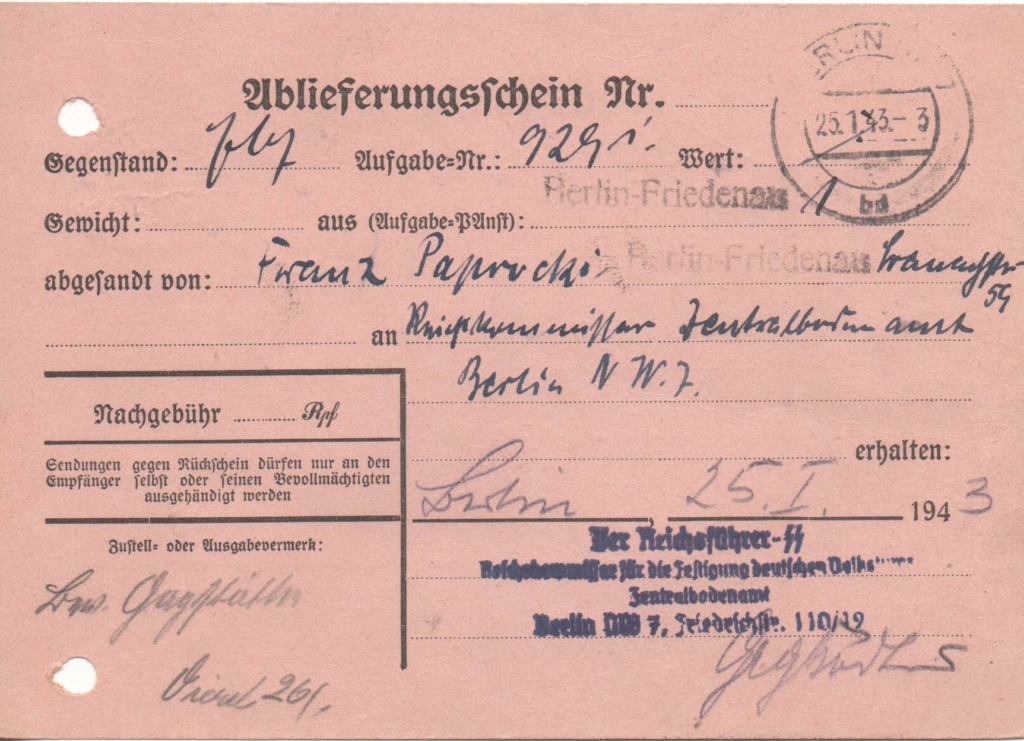 BERLIN
25.1.43.- 3
bd
Ablieferungsschein Nr.
Gegenstand: Aufgabe-Nr.: 929 Wert:
Berlin-Friedenau 1
Gewicht: aus (Aufgabe-PAnst):
Berlin-Friedenau
abgesandt von: Franz Paprocki
54
an Reichskommissar Zentralbodenamt
Berlin N W. 7.
Nachgebühr Rpf
Sendungen gegen Rückschein dürfen nur an den
Empfänger selbst oder seinen Bevollmächtigten
ausgehändigt werden
Zustell- oder Ausgabevermerk:
erhalten:
Berlin, 25. I. 1943
Der Reichsführer-SS
Reichskommissar für die Festigung deutschen Volkstums
Zentralbodenamt
Berlin NW 7, Friedrichstr. 110/12